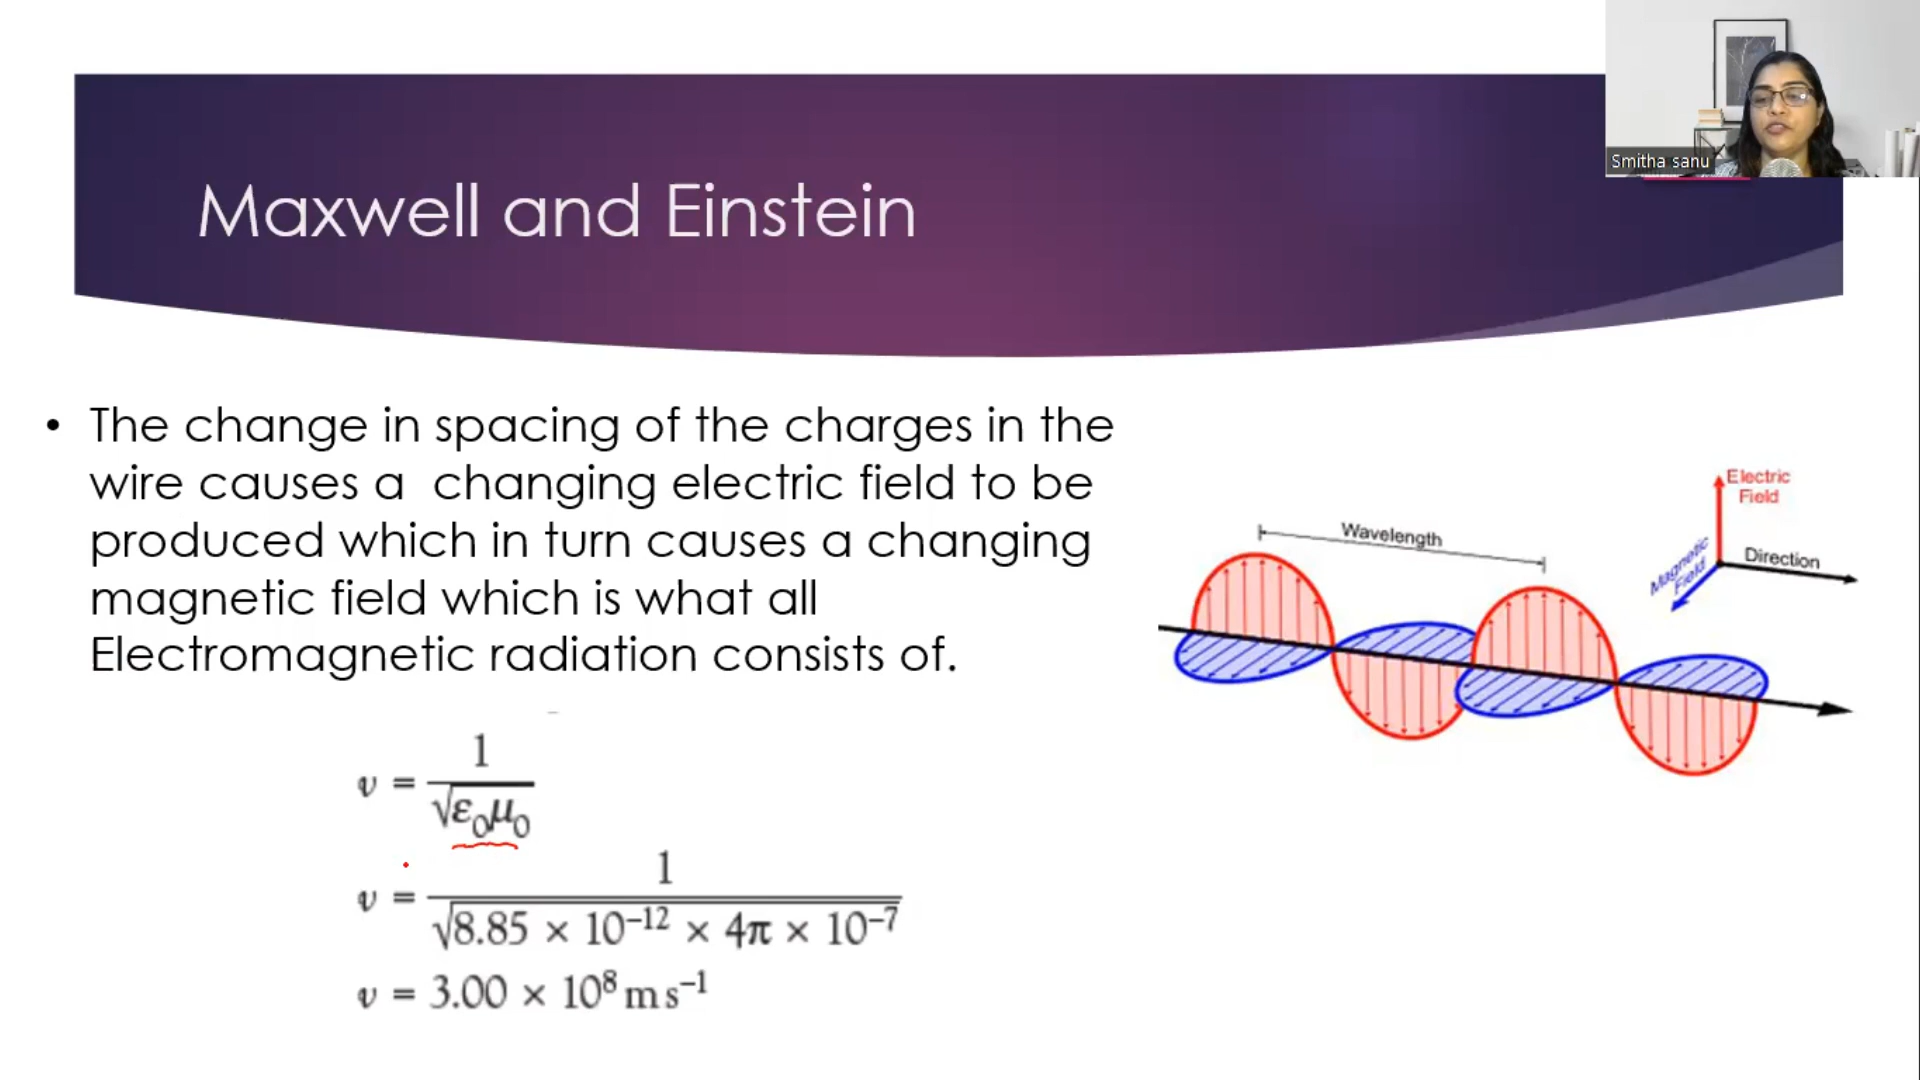 Smitha sanu
Maxwell and Einstein
• The change in spacing of the charges in the
wire causes a changing electric field to be
produced which in turn causes a changing
magnetic field which is what all
Electromagnetic radiation consists of.
v = 1/√ε₀μ₀
v = 1/√8.85 × 10⁻¹² × 4π × 10⁻⁷
v = 3.00 × 10⁸ m s⁻¹
Electric
Field
Magnetic
Field
Direction
Wavelength